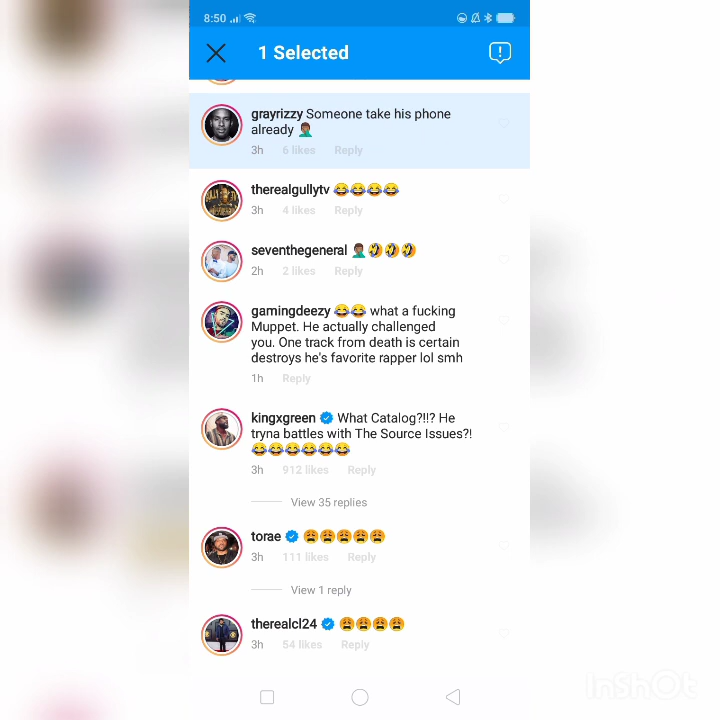 8:50
1 Selected
grayrizzy Someone take his phone
already 🤦🏽‍♂️
3h 6 likes Reply
therealgullytv 😂😂😂😂
3h 4 likes Reply
seventhegeneral 🤦🏽‍♂️🤣🤣🤣
2h 2 likes Reply
gamingdeezy 😂😂 what a fucking
Muppet. He actually challenged
you. One track from death is certain
destroys he's favorite rapper lol smh
1h Reply
kingxgreen What Catalog?!!? He
tryna battles with The Source Issues?!
😂😂😂😂😂😂
3h 912 likes Reply
View 35 replies
torae 😩😩😩😩😩
3h 111 likes Reply
View 1 reply
therealcl24 😩😩😩😩
3h 54 likes Reply
InShOt